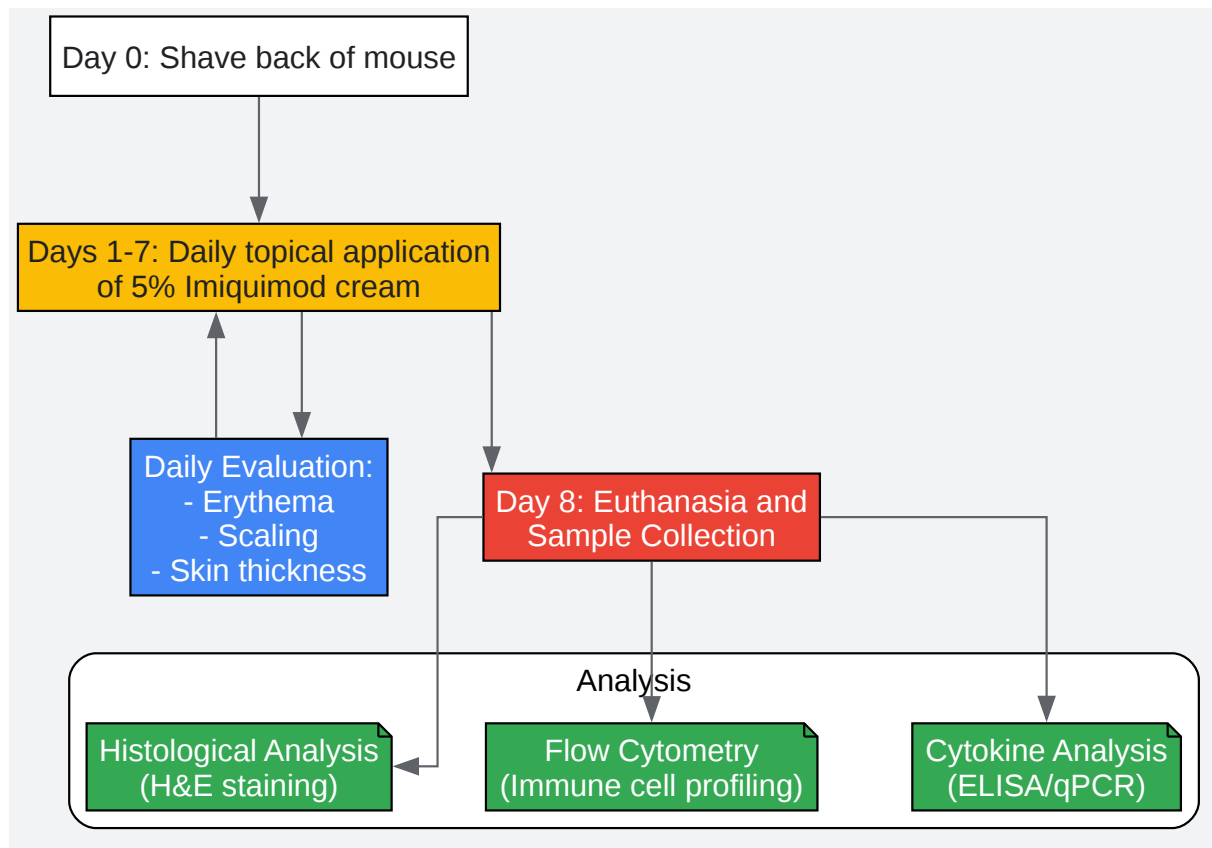 Day 0: Shave back of mouse
Days 1-7: Daily topical application
of 5% Imiquimod cream
Daily Evaluation:
- Erythema
- Scaling
- Skin thickness
Day 8: Euthanasia and
Sample Collection
Analysis
Histological Analysis
(H&E staining)
Flow Cytometry
(Immune cell profiling)
Cytokine Analysis
(ELISA/qPCR)